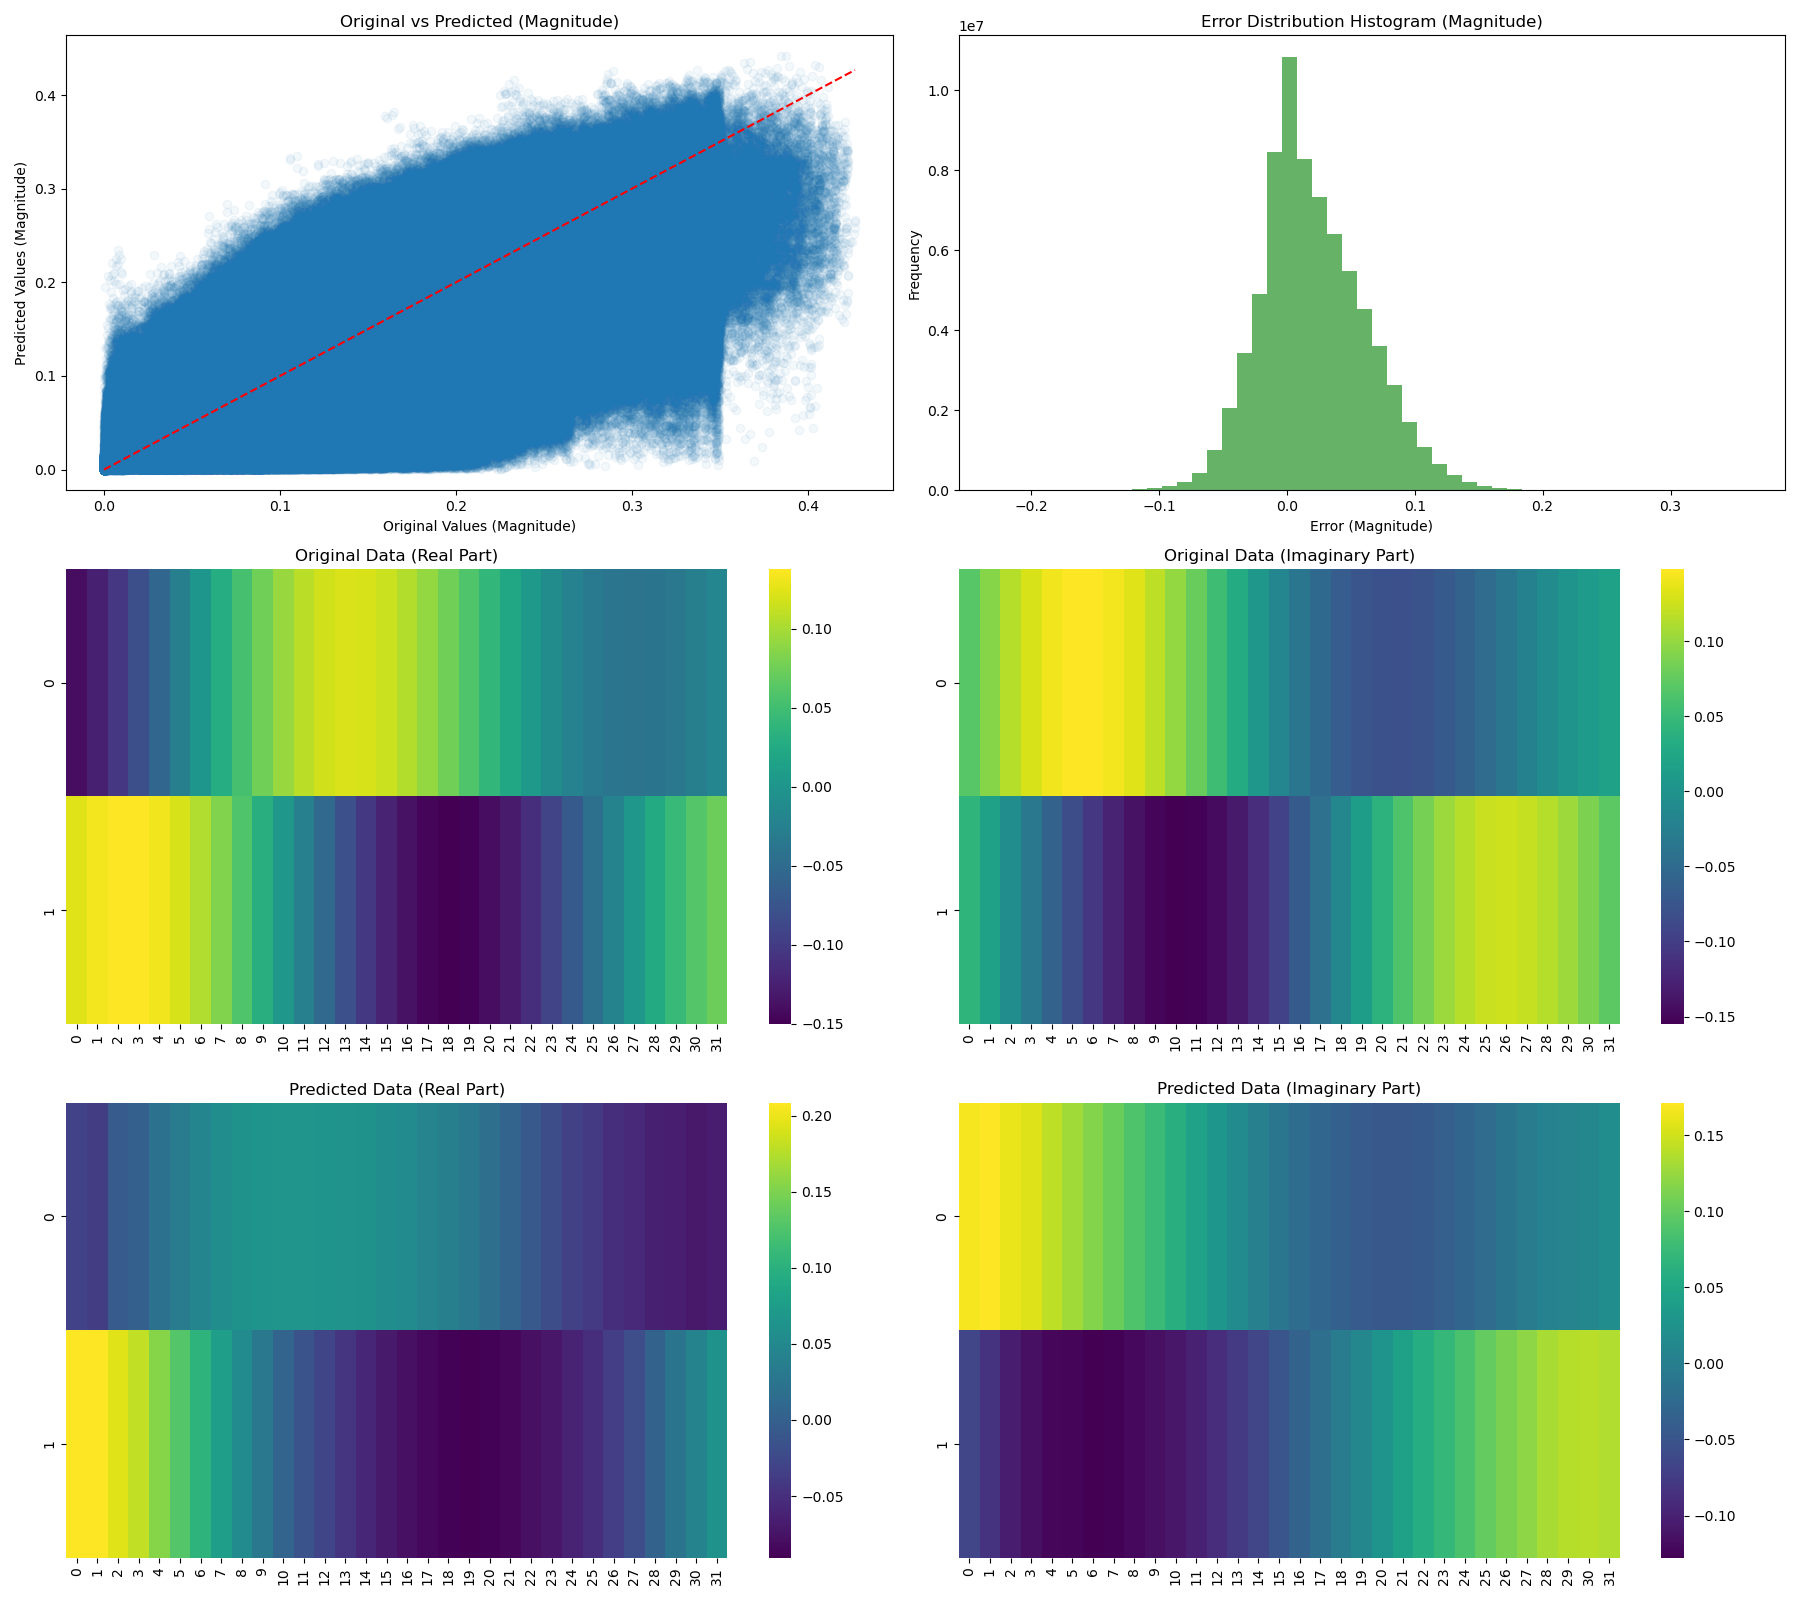 Original vs Predicted (Magnitude)
Predicted Values (Magnitude)
0.4
0.3
0.2
0.1
0.0
0.0 0.1 0.2 0.3 0.4
Original Values (Magnitude)
Error Distribution Histogram (Magnitude)
1e7
Frequency
1.0
0.8
0.6
0.4
0.2
0.0
−0.2 −0.1 0.0 0.1 0.2 0.3
Error (Magnitude)
Original Data (Real Part)
0
1
0 1 2 3 4 5 6 7 8 9 10 11 12 13 14 15 16 17 18 19 20 21 22 23 24 25 26 27 28 29 30 31
0.10
0.05
0.00
−0.05
−0.10
−0.15
Original Data (Imaginary Part)
0
1
0 1 2 3 4 5 6 7 8 9 10 11 12 13 14 15 16 17 18 19 20 21 22 23 24 25 26 27 28 29 30 31
0.10
0.05
0.00
−0.05
−0.10
−0.15
Predicted Data (Real Part)
0
1
0 1 2 3 4 5 6 7 8 9 10 11 12 13 14 15 16 17 18 19 20 21 22 23 24 25 26 27 28 29 30 31
0.20
0.15
0.10
0.05
0.00
−0.05
Predicted Data (Imaginary Part)
0
1
0 1 2 3 4 5 6 7 8 9 10 11 12 13 14 15 16 17 18 19 20 21 22 23 24 25 26 27 28 29 30 31
0.15
0.10
0.05
0.00
−0.05
−0.10